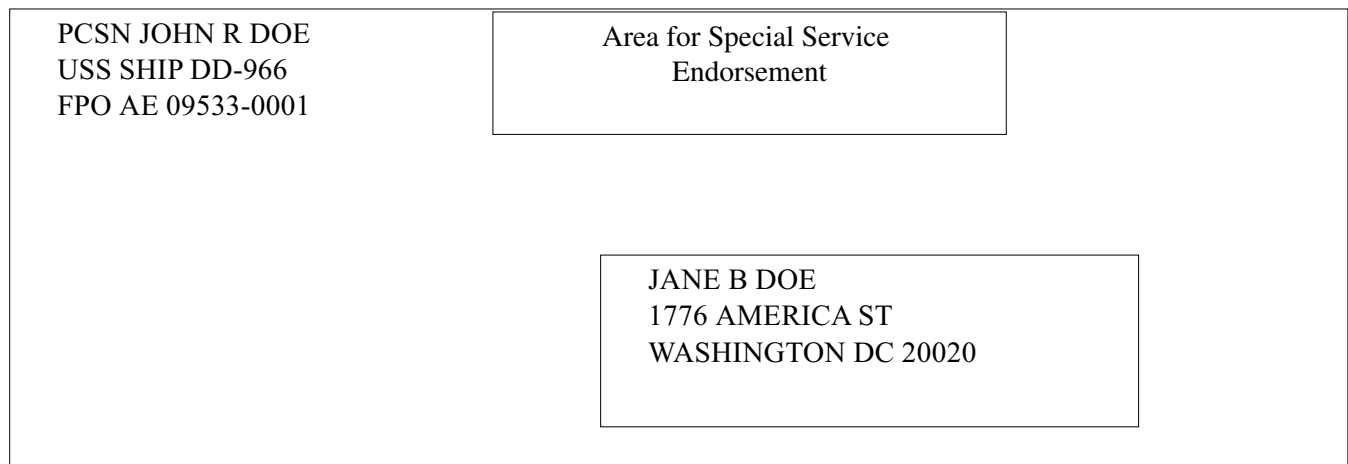 PCSN JOHN R DOE
USS SHIP DD-966
FPO AE 09533-0001
Area for Special Service
Endorsement
JANE B DOE
1776 AMERICA ST
WASHINGTON DC 20020